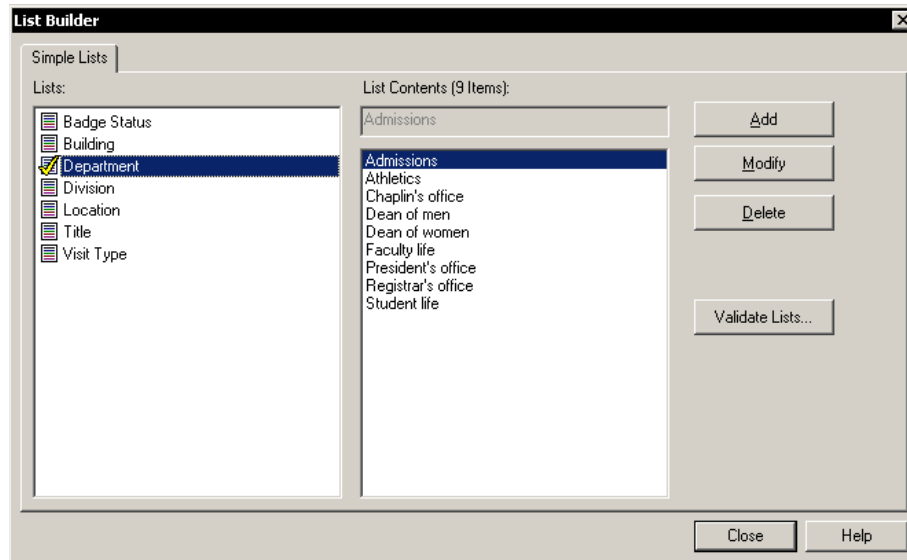 List Builder
Simple Lists
Lists:
Badge Status
Building
Department
Division
Location
Title
Visit Type
List Contents (9 Items):
Admissions
Admissions
Athletics
Chaplin's office
Dean of men
Dean of women
Faculty life
President's office
Registrar's office
Student life
Add
Modify
Delete
Validate Lists...
Close
Help